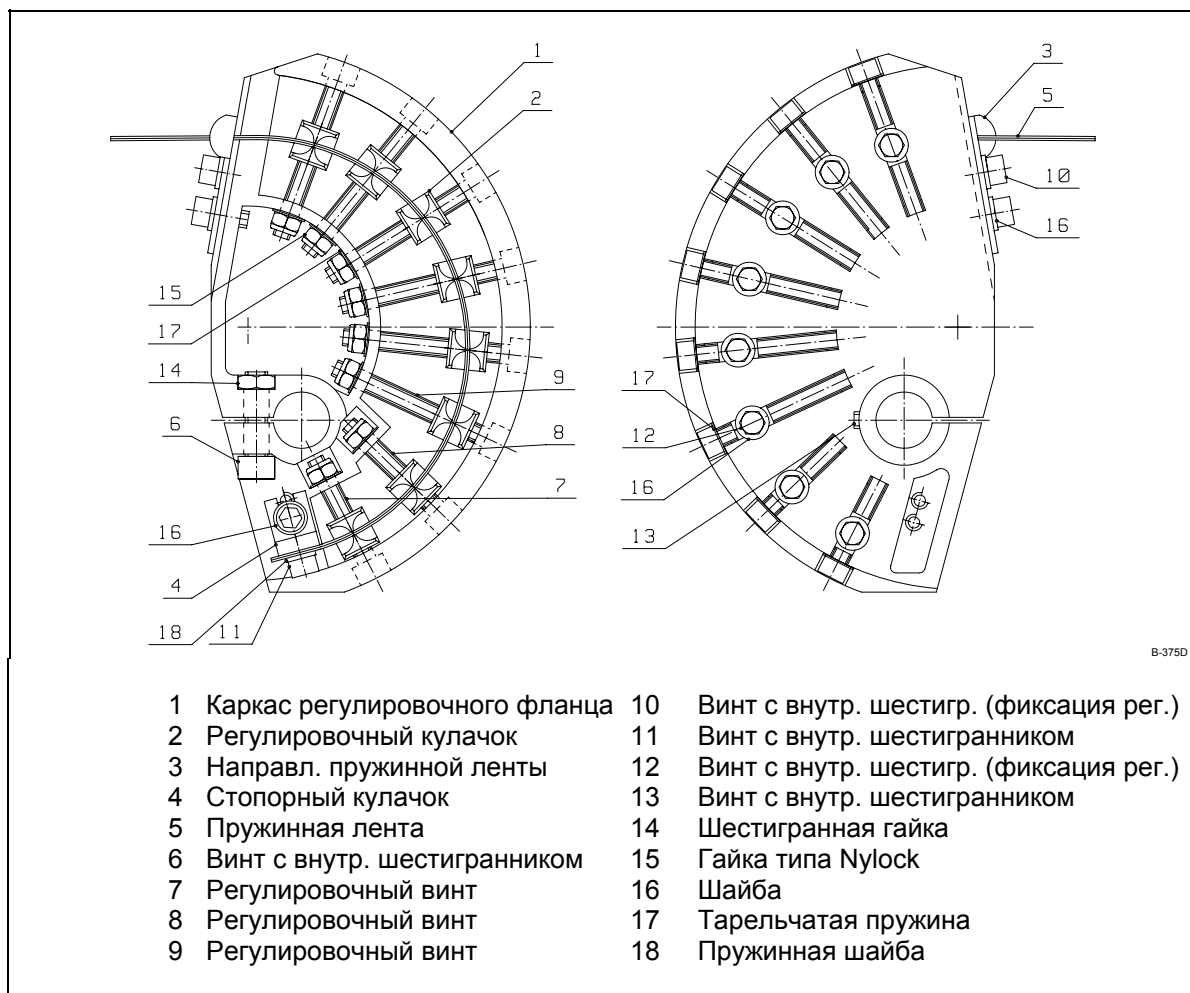 1
2
15
17
14
6
16
4
18
11
9
8
7
3
5
10
16
17
12
16
13
B-375D
1 Каркас регулировочного фланца 10 Винт с внутр. шестигр. (фиксация рег.)
2 Регулировочный кулачок 11 Винт с внутр. шестигранником
3 Направл. пружинной ленты 12 Винт с внутр. шестигр. (фиксация рег.)
4 Стопорный кулачок 13 Винт с внутр. шестигранником
5 Пружинная лента 14 Шестигранная гайка
6 Винт с внутр. шестигранником 15 Гайка типа Nylock
7 Регулировочный винт 16 Шайба
8 Регулировочный винт 17 Тарельчатая пружина
9 Регулировочный винт 18 Пружинная шайба